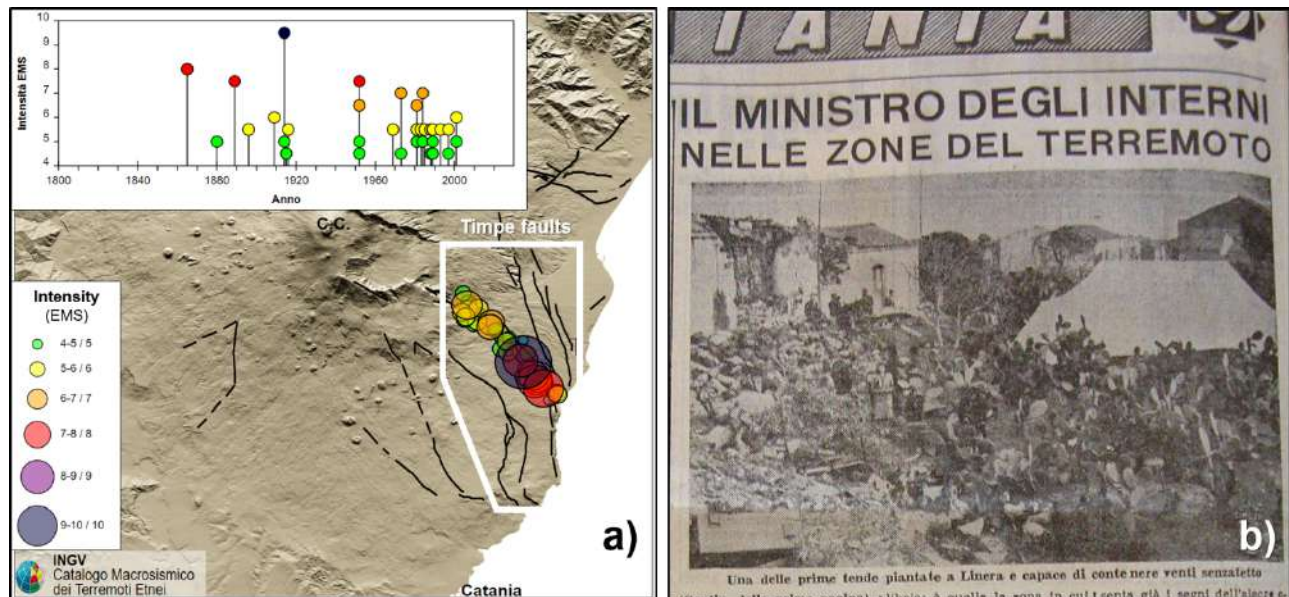 10
9
8
7
6
5
4
Intensità EMS
1800
1840
1880
1920
1960
2000
Anno
C.C.
Timpe faults
Intensity
(EMS)
4-5 / 5
5-6 / 6
6-7 / 7
7-8 / 8
8-9 / 9
9-10 / 10
INGV
Catalogo Macrosismico
dei Terremoti Etnei
Catania
a)
TANIA
IL MINISTRO DEGLI INTERNI
NELLE ZONE DEL TERREMOTO
b)
Una delle prime tende piantate a Linera e capace di contenere venti senzatetto